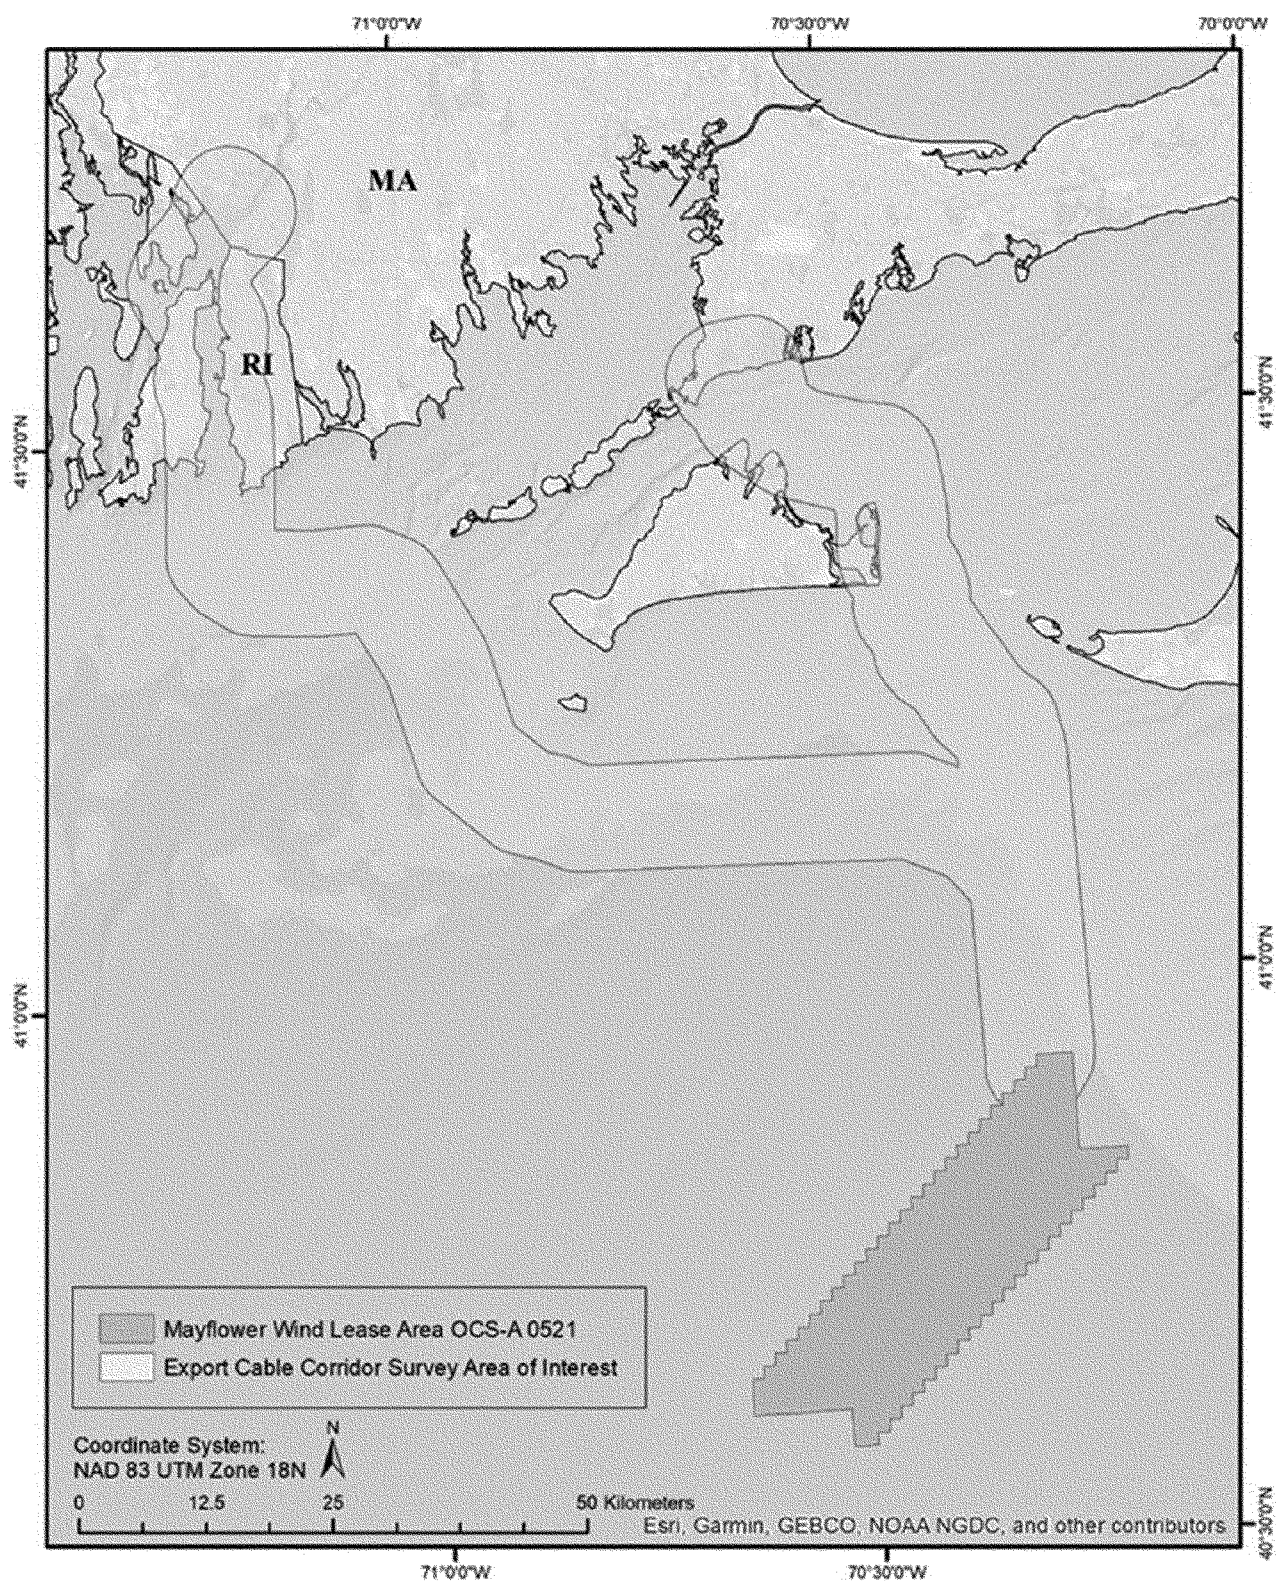 71°0'0"W 70°30'0"W 70°0'0"W
MA
RI
41°30'0"N
41°30'0"N
41°0'0"N
41°0'0"N
Mayflower Wind Lease Area OCS-A 0521
Export Cable Corridor Survey Area of Interest
N
Coordinate System:
NAD 83 UTM Zone 18N
0 12.5 25 50 Kilometers
Esri, Garmin, GEBCO, NOAA NGDC, and other contributors
40°30'0"N
71°0'0"W 70°30'0"W